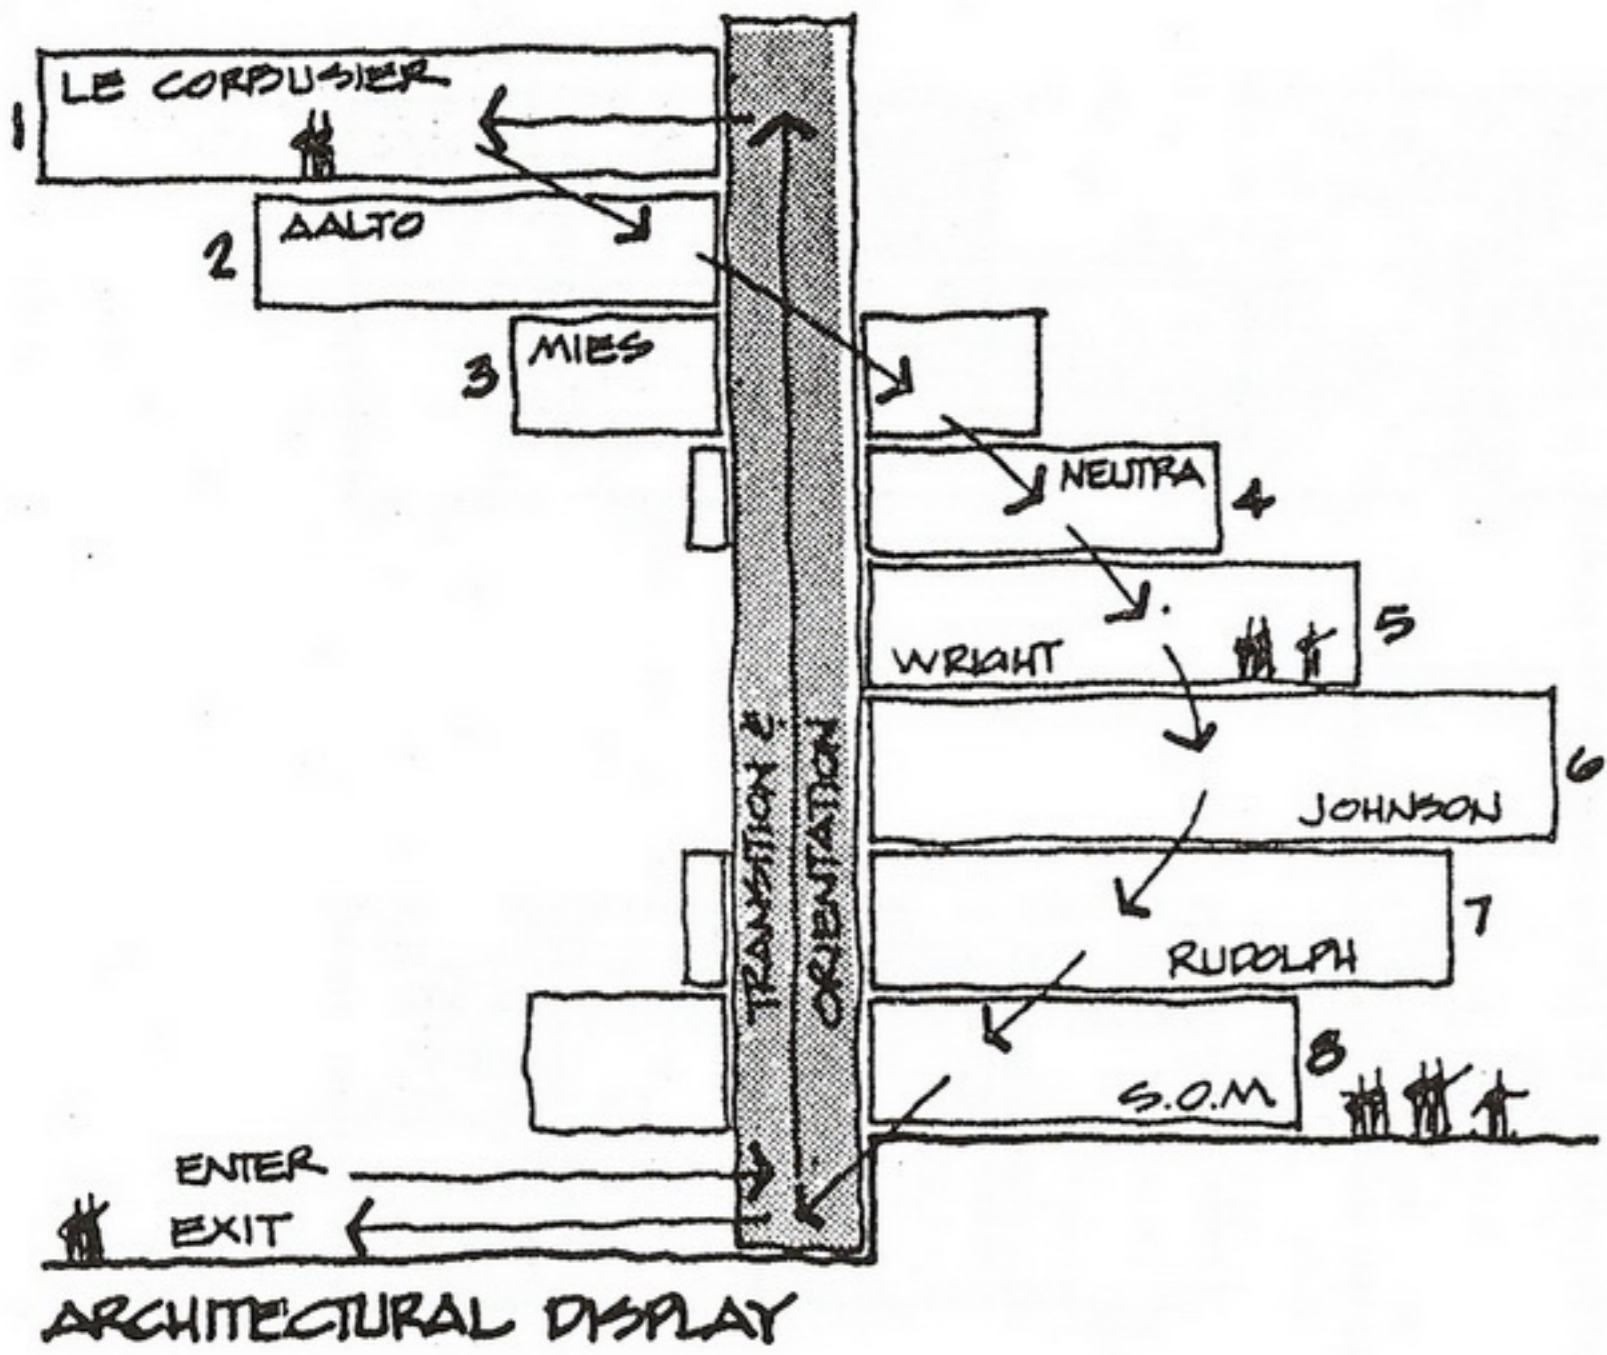 LE CORBUSIER
1
AALTO
2
MIES
3
NEUTRA
4
WRIGHT
5
JOHNSON
6
RUDOLPH
7
S.O.M.
8
TRANSITION &
ORIENTATION
ENTER
EXIT
ARCHITECTURAL DISPLAY